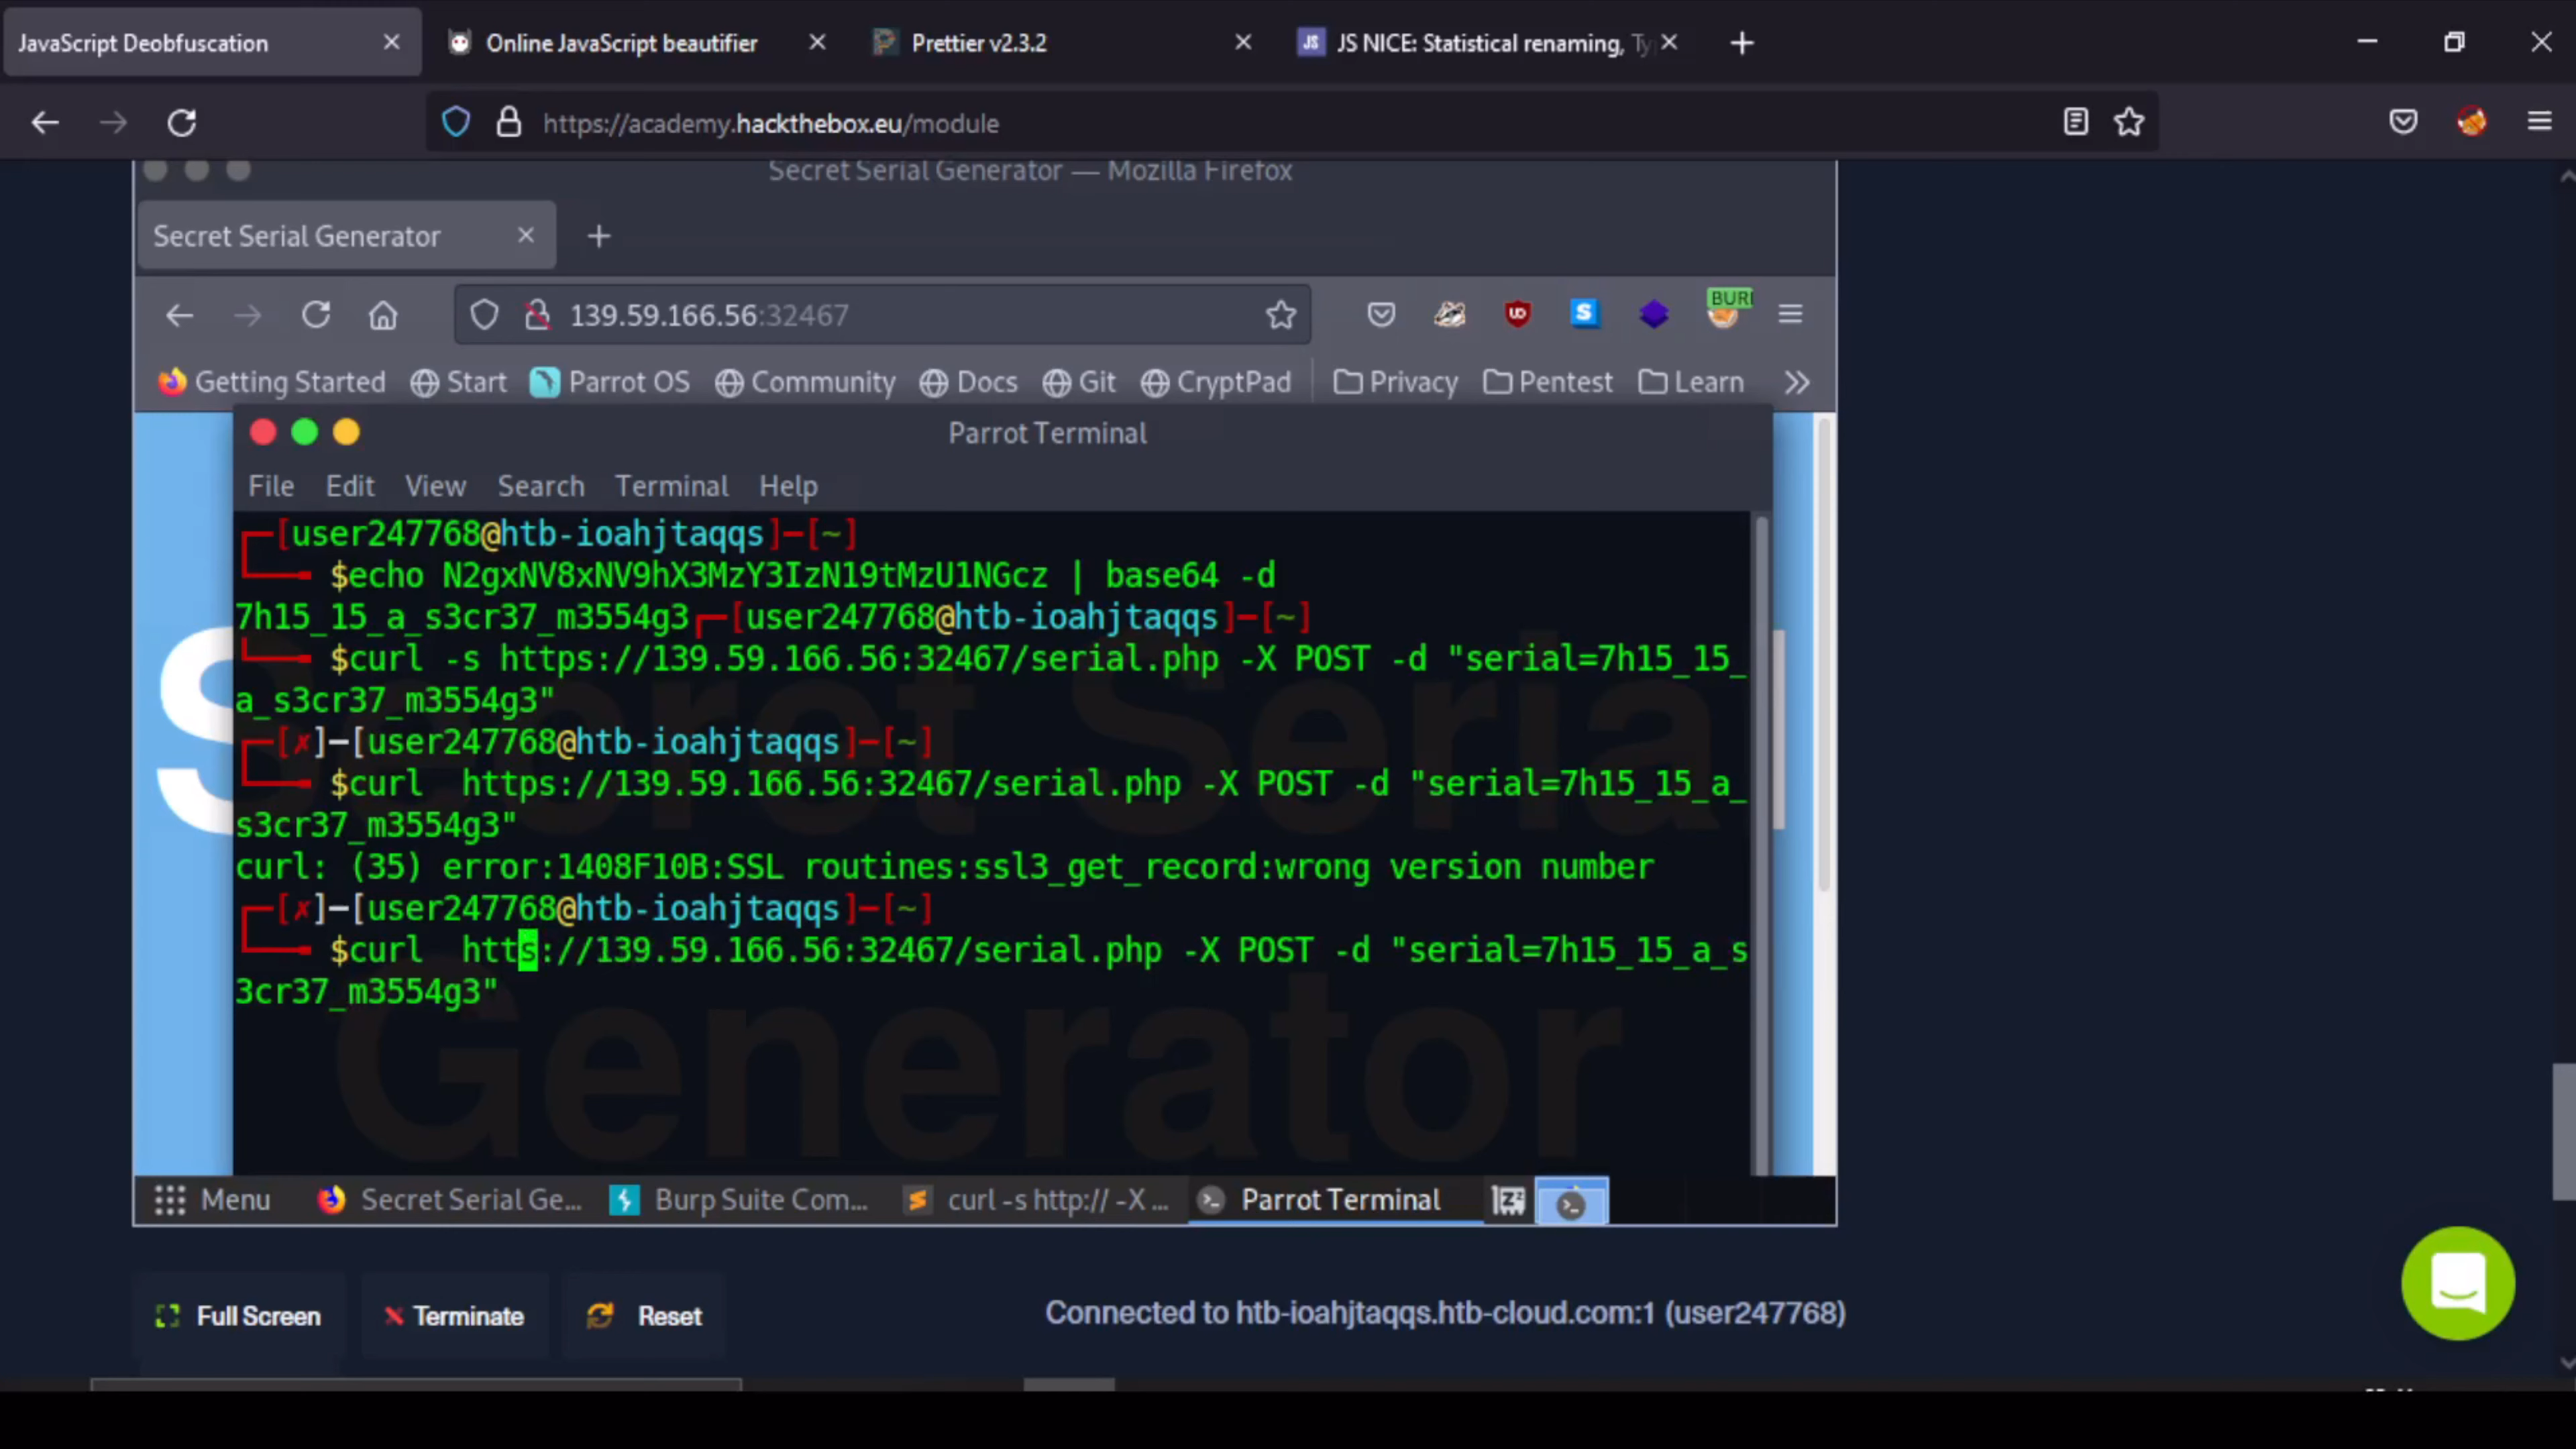 JavaScript Deobfuscation
Online JavaScript beautifier
Prettier v2.3.2
JS NICE: Statistical renaming, Ty
https://academy.hackthebox.eu/module
Secret Serial Generator — Mozilla Firefox
Secret Serial Generator
139.59.166.56:32467
BURI
Getting Started Start Parrot OS Community Docs Git CryptPad Privacy Pentest Learn
Parrot Terminal
File Edit View Search Terminal Help
[user247768@htb-ioahjtaqqs]-[~]
$echo N2gxNV8xNV9hX3MzY3IzN19tMzU1NGcz | base64 -d
7h15_15_a_s3cr37_m3554g3[user247768@htb-ioahjtaqqs]-[~]
$curl -s https://139.59.166.56:32467/serial.php -X POST -d "serial=7h15_15_
a_s3cr37_m3554g3"
[✗]-[user247768@htb-ioahjtaqqs]-[~]
$curl  https://139.59.166.56:32467/serial.php -X POST -d "serial=7h15_15_a_
s3cr37_m3554g3"
curl: (35) error:1408F10B:SSL routines:ssl3_get_record:wrong version number
[✗]-[user247768@htb-ioahjtaqqs]-[~]
$curl  htts://139.59.166.56:32467/serial.php -X POST -d "serial=7h15_15_a_s
3cr37_m3554g3"
Secret Serial
Generator
Menu Secret Serial Ge... Burp Suite Com... curl -s http:// -X ... Parrot Terminal
Full Screen Terminate Reset
Connected to htb-ioahjtaqqs.htb-cloud.com:1 (user247768)